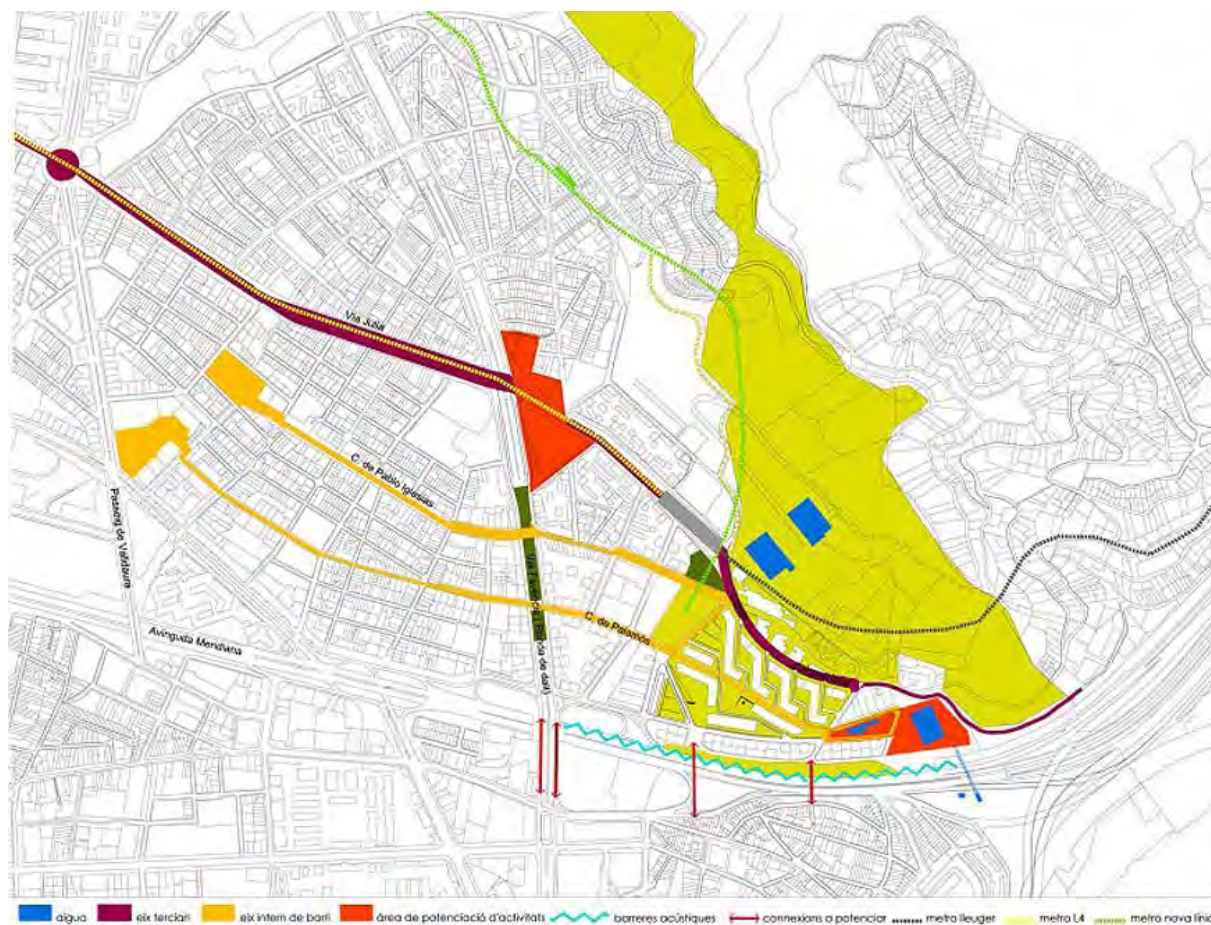 Via Júlia
C. de Pablo Iglesias
Passeig de Valldaura
C. de Palamós
Avinguda Meridiana
aigua
eix terciari
eix intern de barri
àrea de potenciació d'activitats
barreres acústiques
connexions a potenciar
metro lleuger
metro L4
metro nova línia